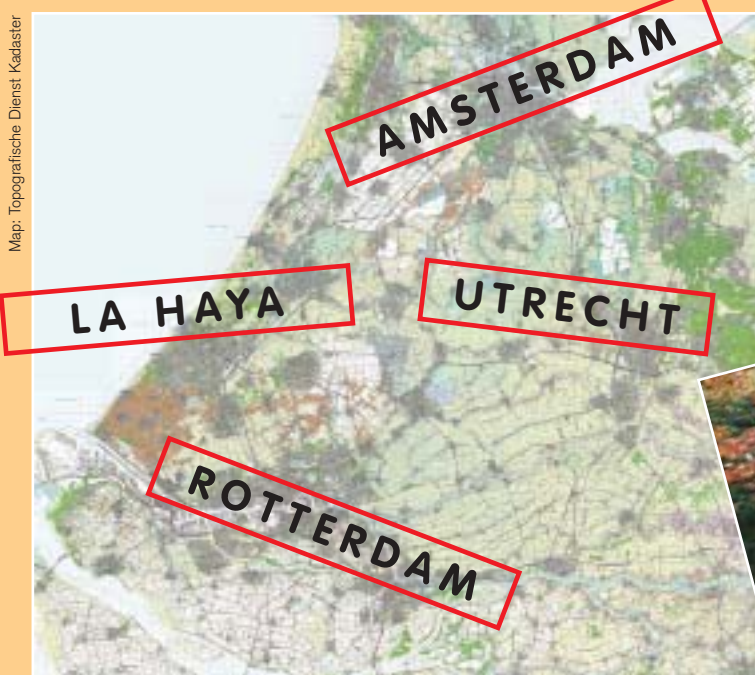 Map: Topografische Dienst Kadaster
AMSTERDAM
LA HAYA
UTRECHT
ROTTERDAM